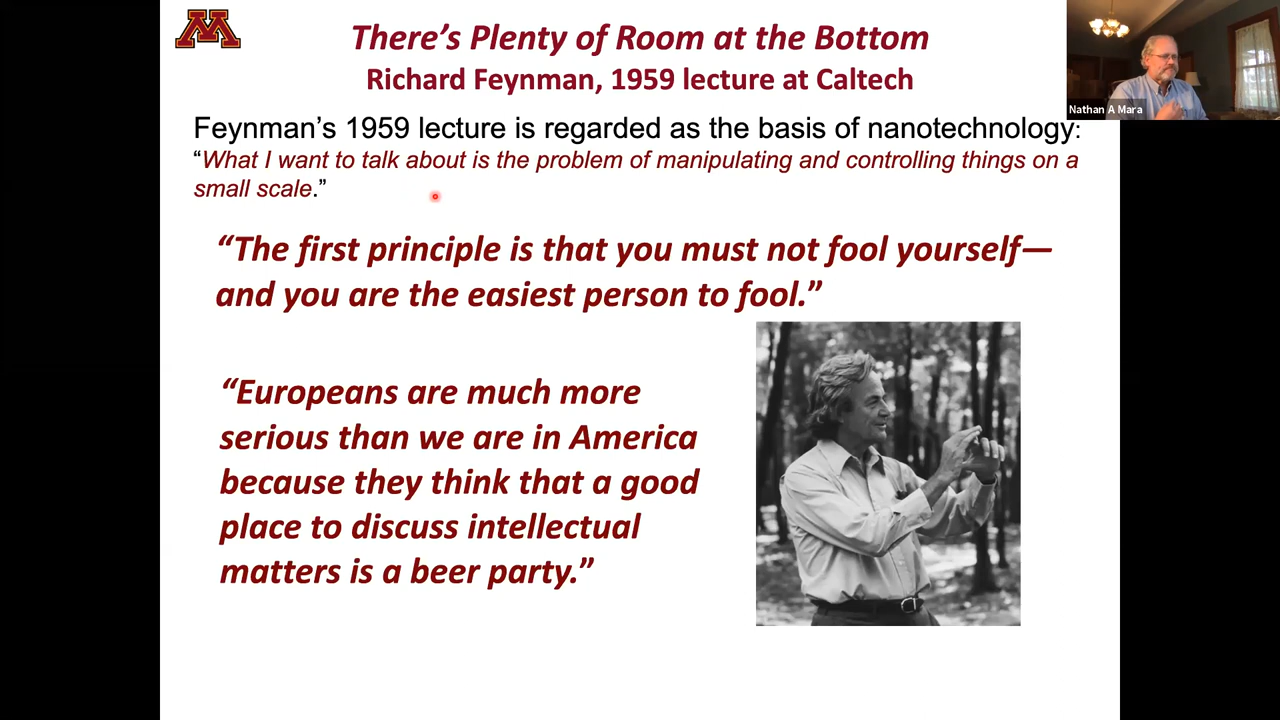 There's Plenty of Room at the Bottom
Richard Feynman, 1959 lecture at Caltech
Nathan A Mara
Feynman's 1959 lecture is regarded as the basis of nanotechnology:
“What I want to talk about is the problem of manipulating and controlling things on a
small scale.”
“The first principle is that you must not fool yourself—
and you are the easiest person to fool.”
“Europeans are much more
serious than we are in America
because they think that a good
place to discuss intellectual
matters is a beer party.”